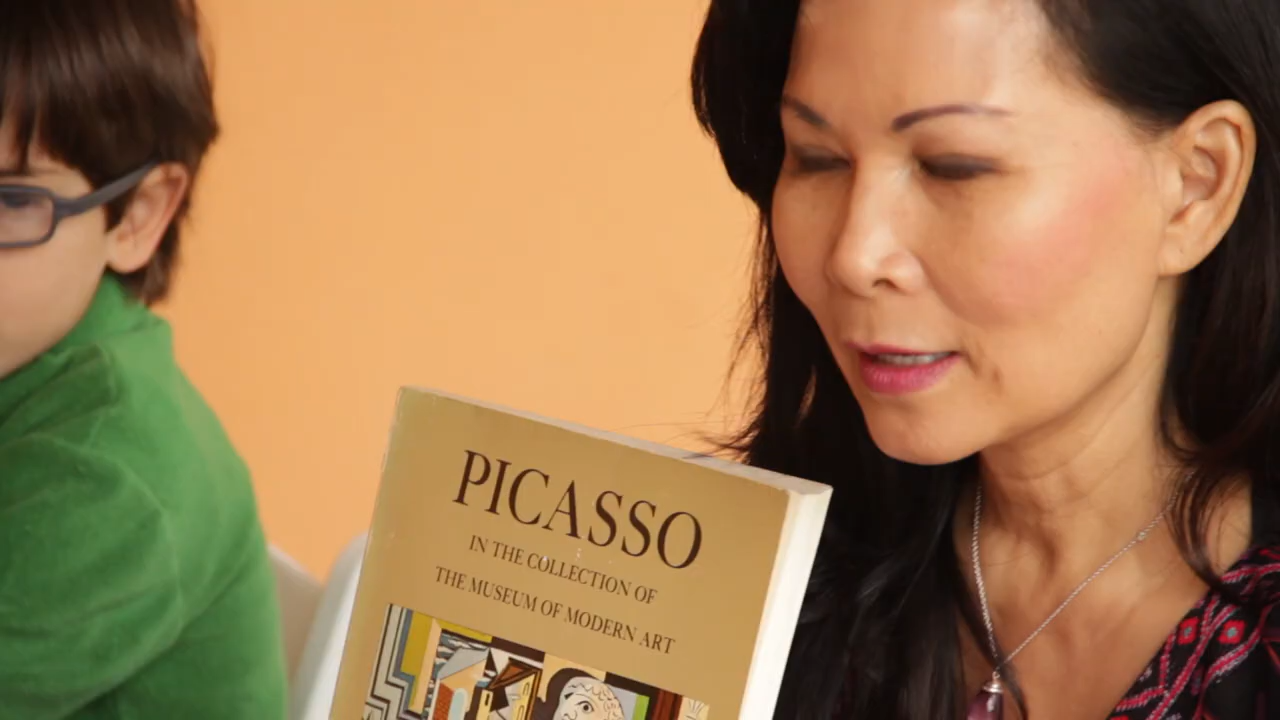 PICASSO
IN THE COLLECTION OF
THE MUSEUM OF MODERN ART